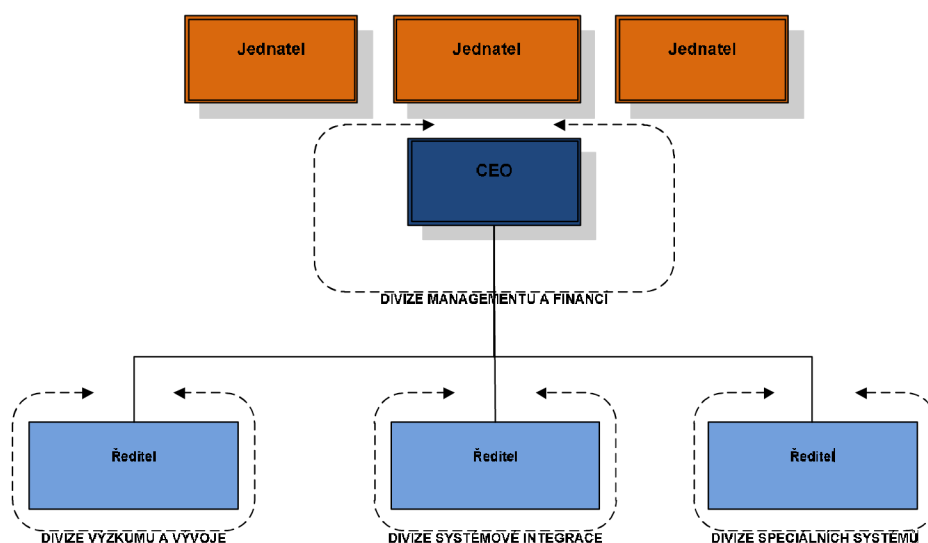 Jednatel
Jednatel
Jednatel
CEO
DIVIZE MANAGEMENTU A FINANCÍ
Ředitel
Ředitel
Ředitel
DIVIZE VÝZKUMU A VÝVOJE
DIVIZE SYSTÉMOVÉ INTEGRACE
DIVIZE SPECIÁLNÍCH SYSTÉMŮ